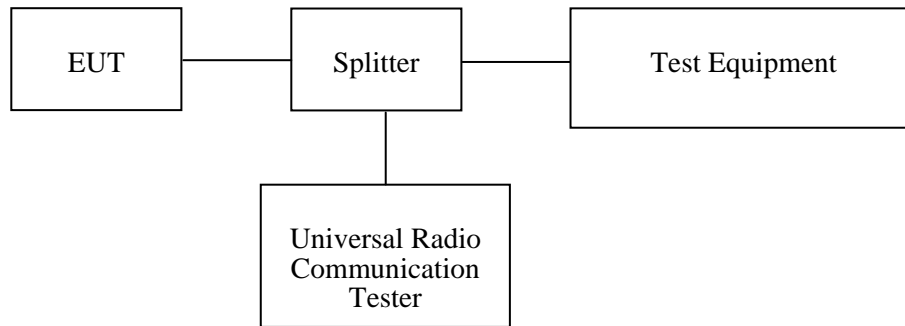 EUT
Splitter
Test Equipment
Universal Radio
Communication
Tester